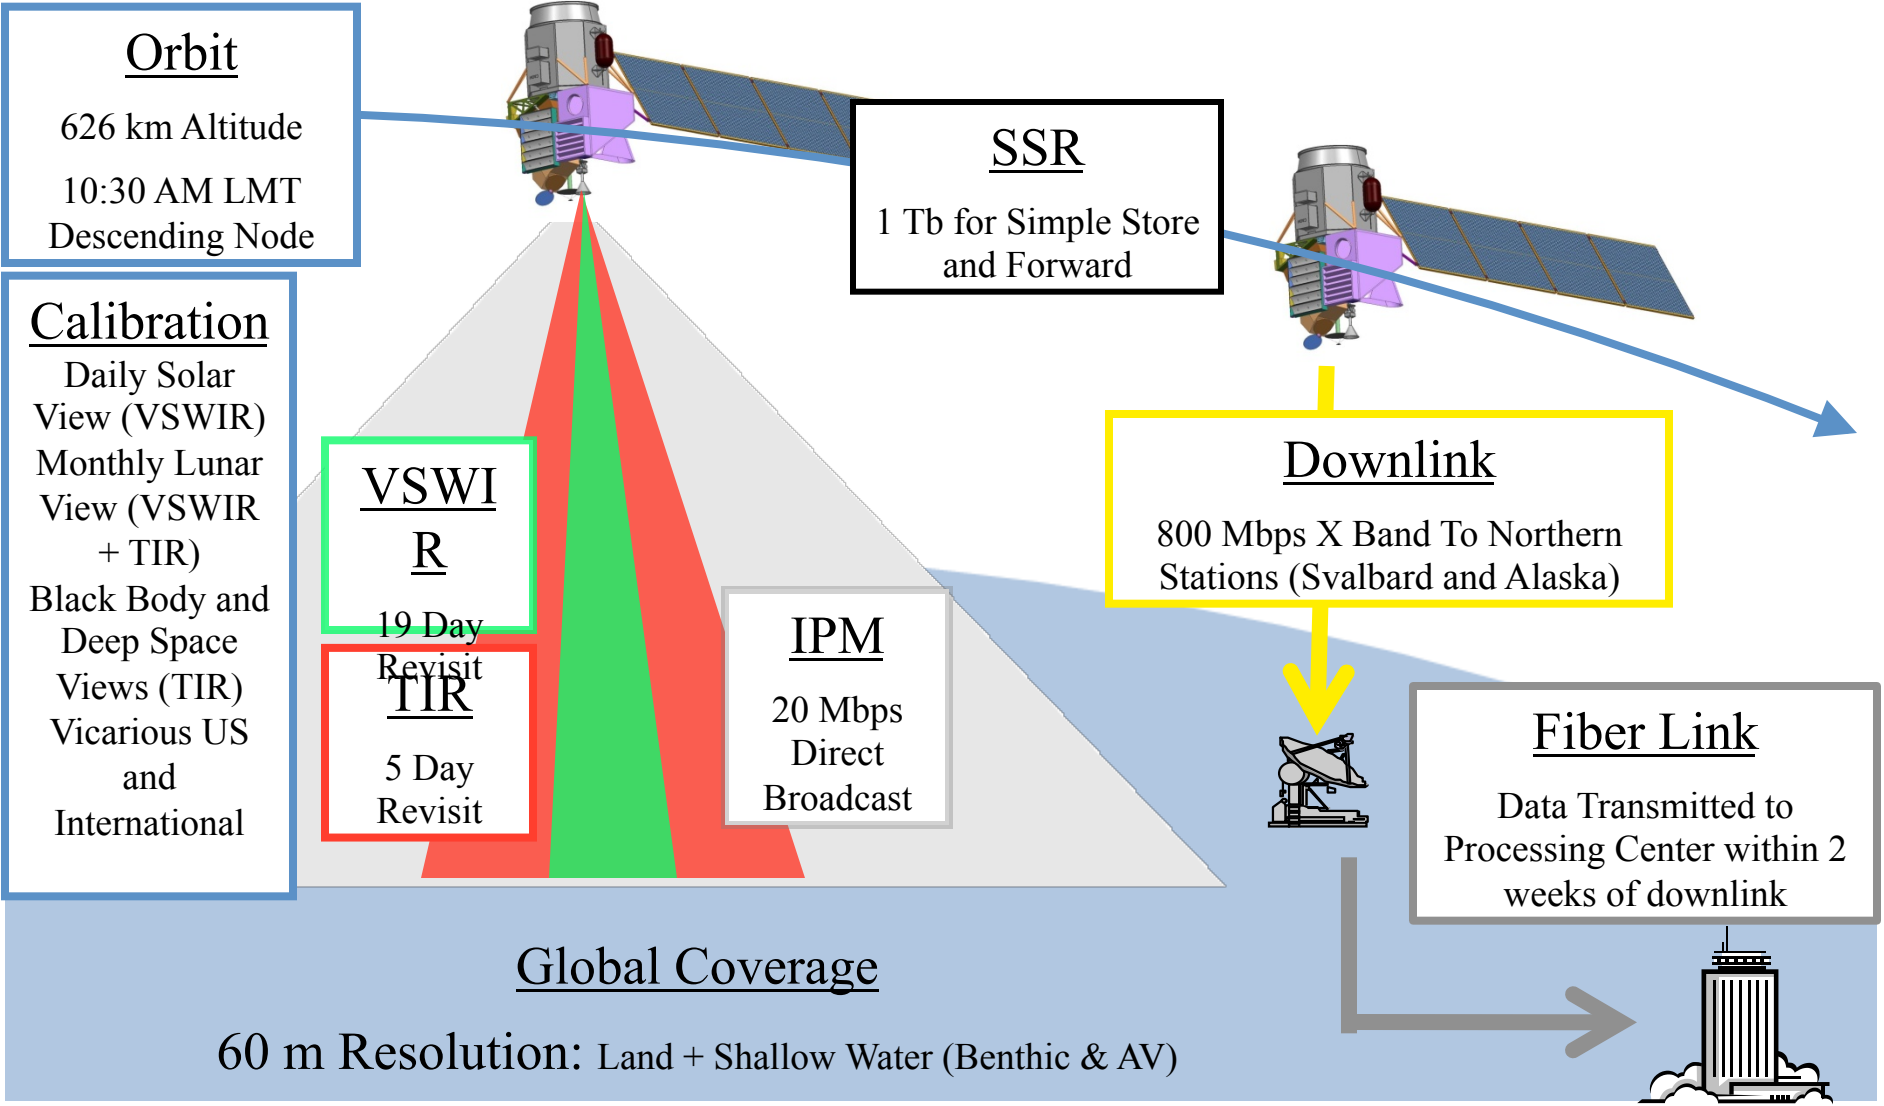 Orbit
626 km Altitude
10:30 AM LMT
Descending Node
Calibration
Daily Solar
View (VSWIR)
Monthly Lunar
View (VSWIR
+ TIR)
Black Body and
Deep Space
Views (TIR)
Vicarious US
and
International
SSR
1 Tb for Simple Store
and Forward
VSWI
R
19 Day
Revisit
TIR
5 Day
Revisit
IPM
20 Mbps
Direct
Broadcast
Downlink
800 Mbps X Band To Northern
Stations (Svalbard and Alaska)
Fiber Link
Data Transmitted to
Processing Center within 2
weeks of downlink
Global Coverage
60 m Resolution: Land + Shallow Water (Benthic & AV)